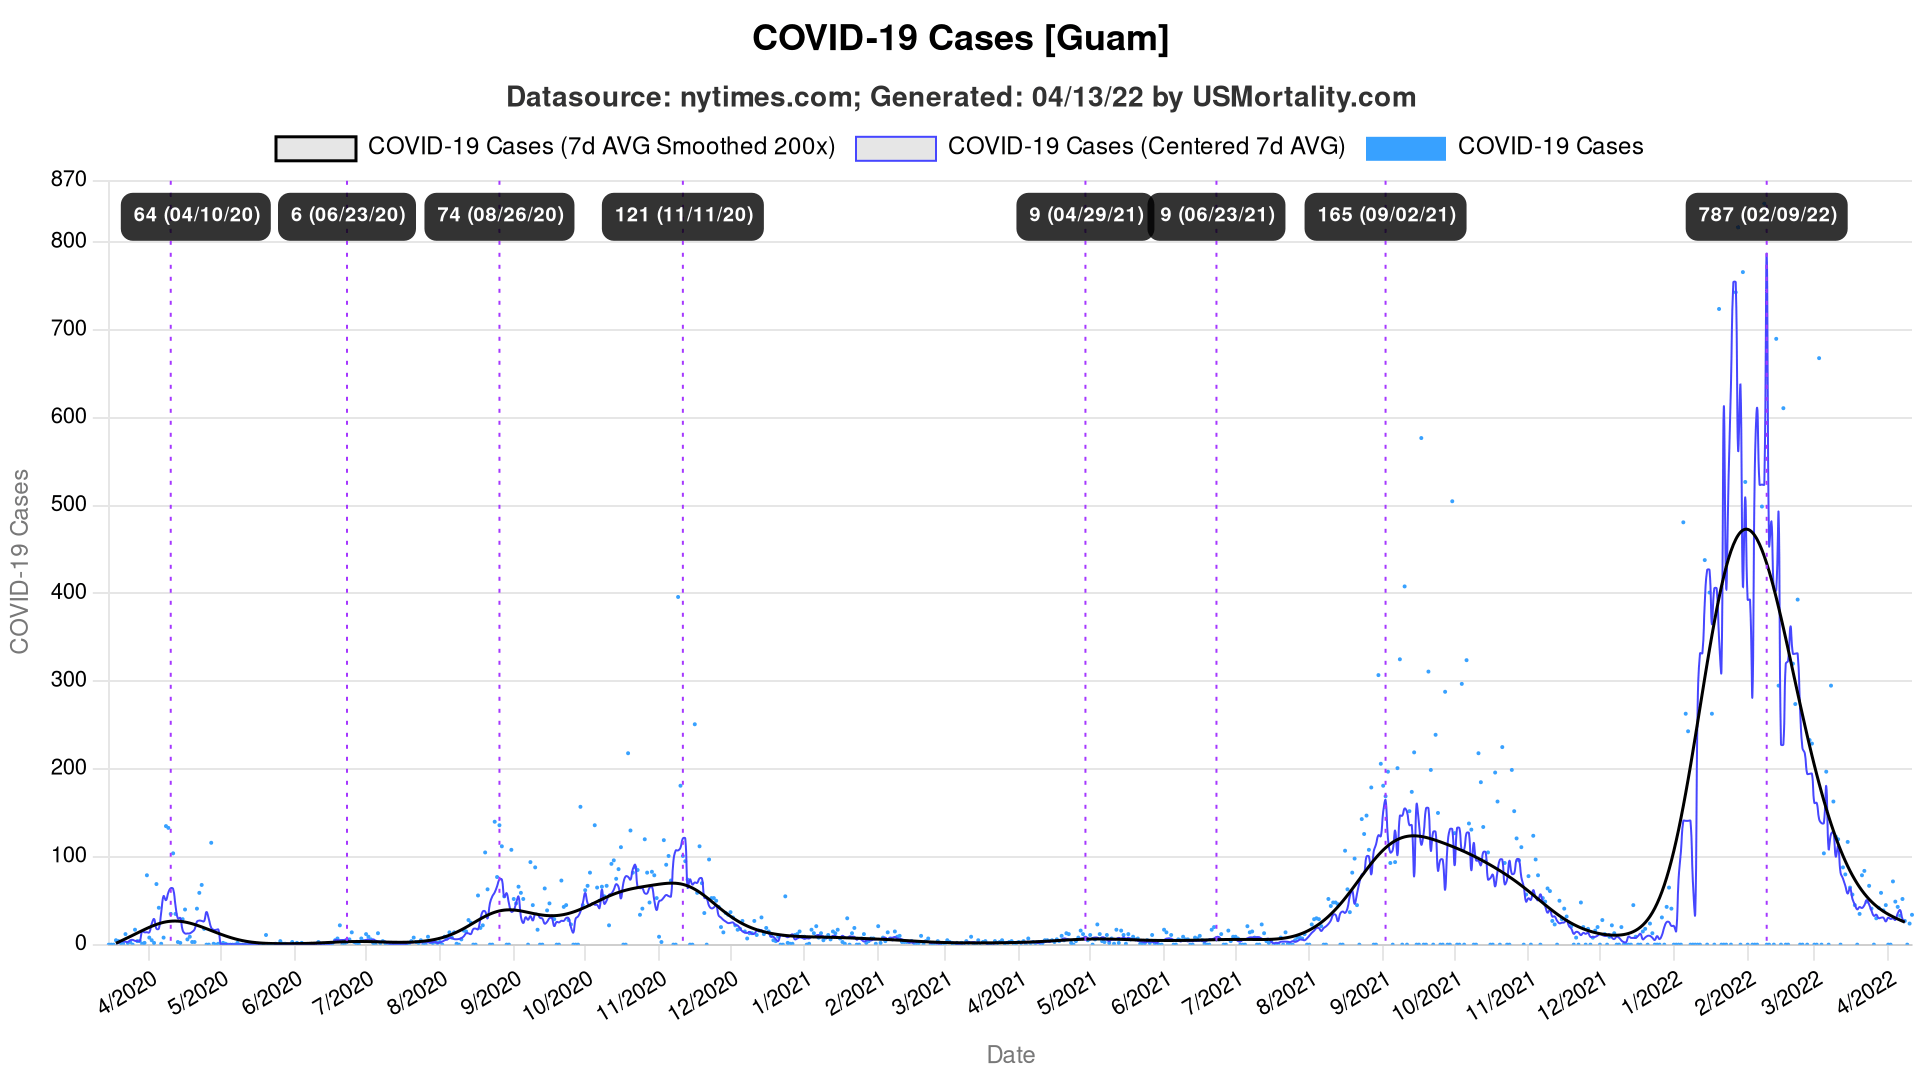 COVID-19 Cases [Guam]
Datasource: nytimes.com; Generated: 04/13/22 by USMortality.com
COVID-19 Cases (7d AVG Smoothed 200x) COVID-19 Cases (Centered 7d AVG) COVID-19 Cases
870
64 (04/10/20) 6 (06/23/20) 74 (08/26/20) 121 (11/11/20) 9 (04/29/21) 9 (06/23/21) 165 (09/02/21) 787 (02/09/22)
800
700
600
500
400
300
200
100
0
COVID-19 Cases
4/2020 5/2020 6/2020 7/2020 8/2020 9/2020 10/2020 11/2020 12/2020 1/2021 2/2021 3/2021 4/2021 5/2021 6/2021 7/2021 8/2021 9/2021 10/2021 11/2021 12/2021 1/2022 2/2022 3/2022 4/2022
Date